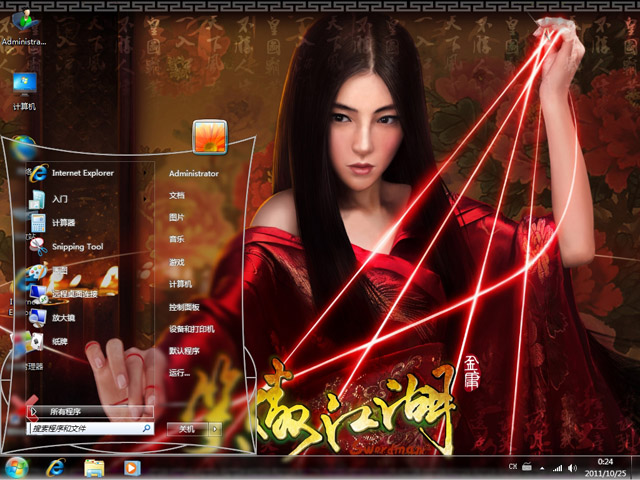 Administra...
计算机
Internet Explorer
入门
计算器
Snipping Tool
画图
远程桌面连接
放大镜
纸牌
所有程序
搜索程序和文件
Administrator
文档
图片
音乐
游戏
计算机
控制面板
设备和打印机
默认程序
运行...
关机
笑傲江湖
金庸
CH
0:24
2011/10/25